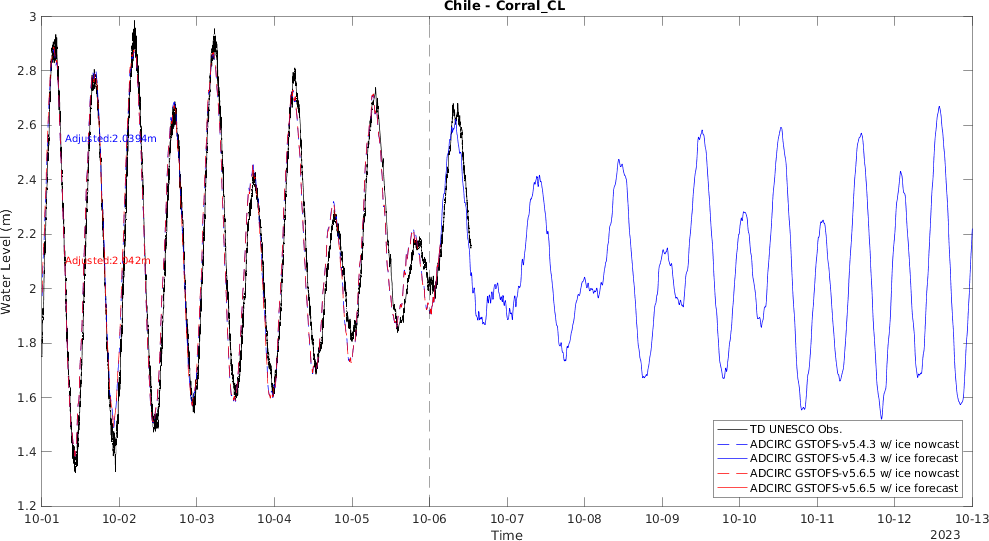 Chile - Corral_CL
3
2.8
2.6
2.4
2.2
2
1.8
1.6
1.4
1.2
Water Level (m)
Adjusted:2.0394m
Adjusted:2.042m
TD UNESCO Obs.
ADCIRC GSTOFS-v5.4.3 w/ ice nowcast
ADCIRC GSTOFS-v5.4.3 w/ ice forecast
ADCIRC GSTOFS-v5.6.5 w/ ice nowcast
ADCIRC GSTOFS-v5.6.5 w/ ice forecast
10-01 10-02 10-03 10-04 10-05 10-06 10-07 10-08 10-09 10-10 10-11 10-12 10-13
Time
2023